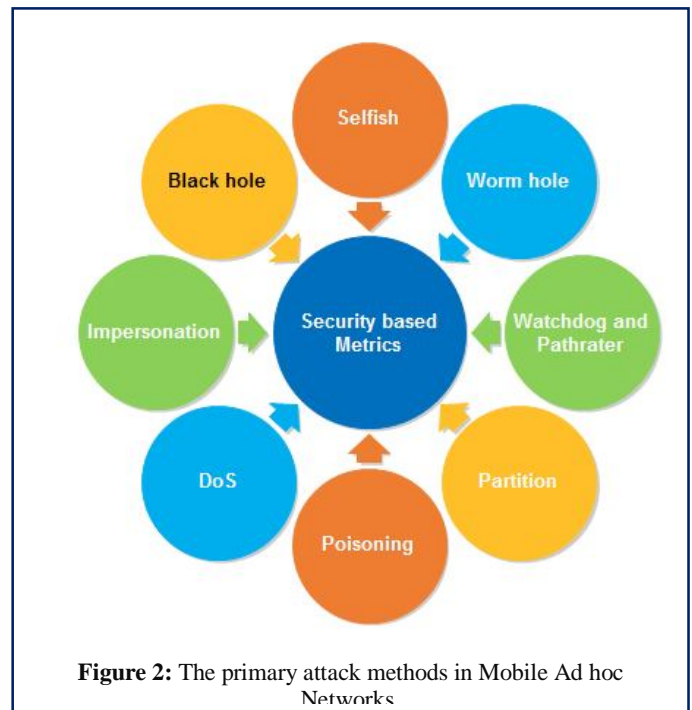 Selfish
Black hole
Worm hole
Impersonation
Security based
Metrics
Watchdog and
Pathrater
DoS
Partition
Poisoning
Figure 2: The primary attack methods in Mobile Ad hoc
Networks